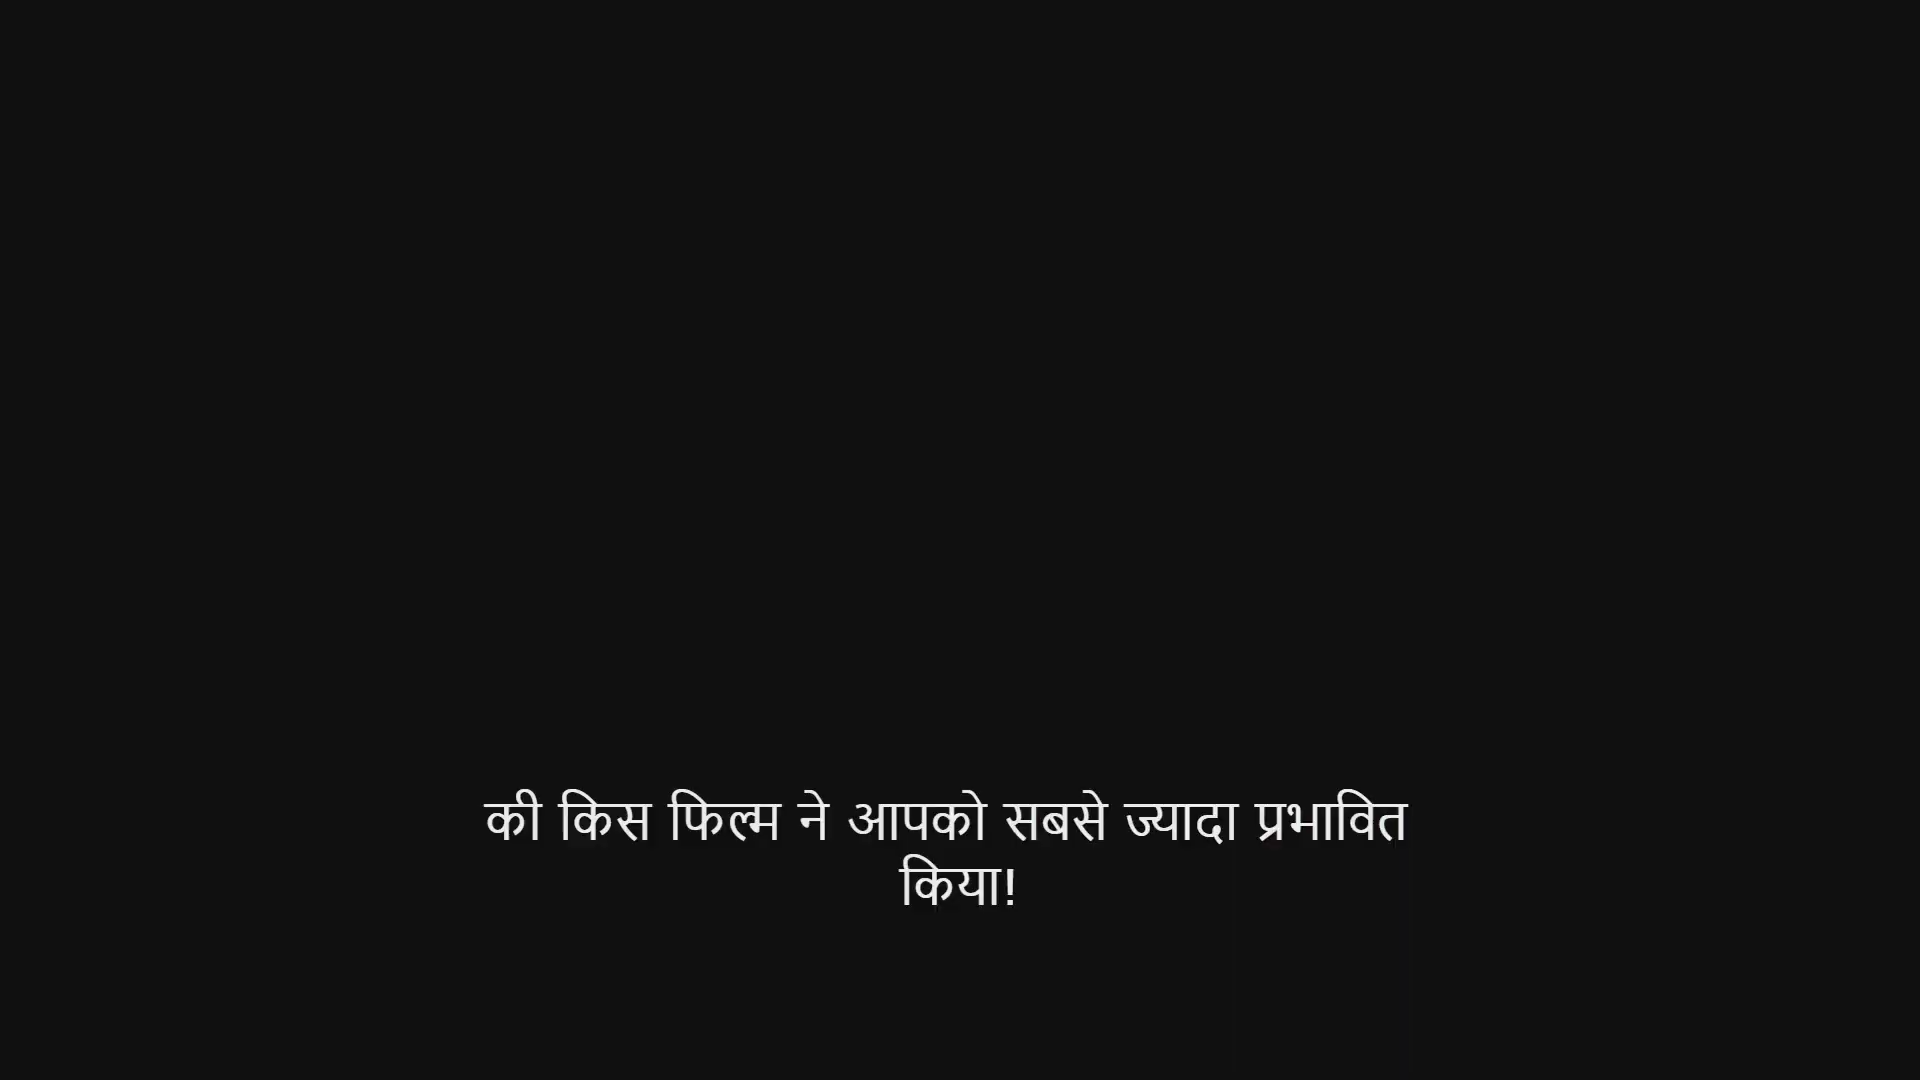 की किस फिल्म ने आपको सबसे ज्यादा प्रभावित
किया!